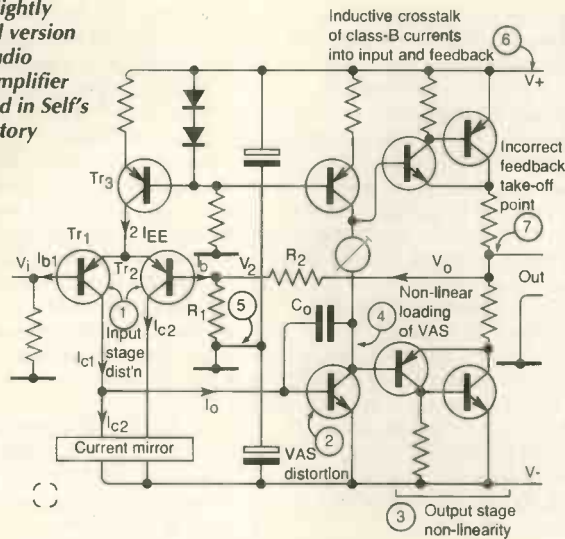 lightly
l version
udio
mplifier
d in Self's
tory
Inductive crosstalk
of class-B currents
into input and feedback
6
V+
Incorrect
feedback
take-off
point
7
Tr3
2 IEE
Tr1
Vi
Ib1
Tr2
Ib
V2
R2
Vo
Out
1
Input
stage
dist'n
Ic2
R1
5
Co
4
Non-linear
loading
of VAS
Ic1
Io
Ic2
Current mirror
2
VAS
distortion
V-
3
Output stage
non-linearity